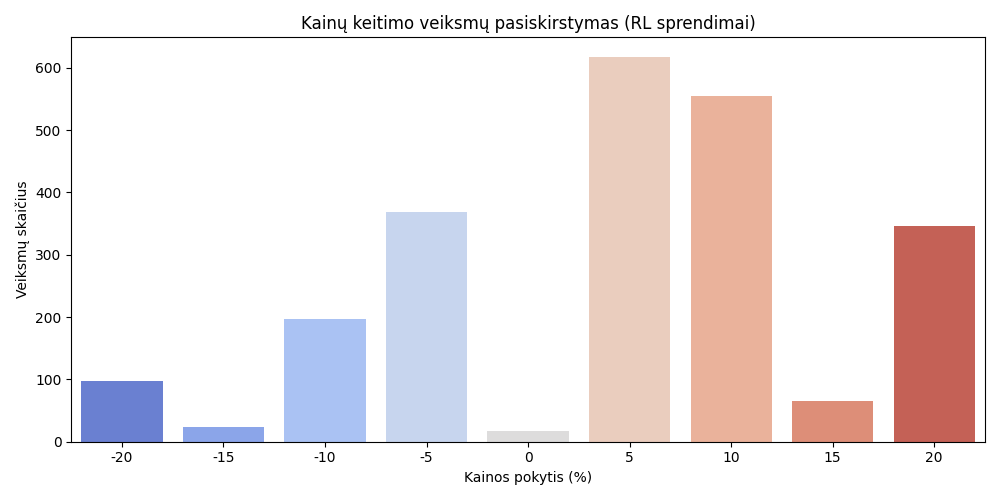 Kainų keitimo veiksmų pasiskirstymas (RL sprendimai)
Veiksmų skaičius
600
500
400
300
200
100
0
-20 -15 -10 -5 0 5 10 15 20
Kainos pokytis (%)